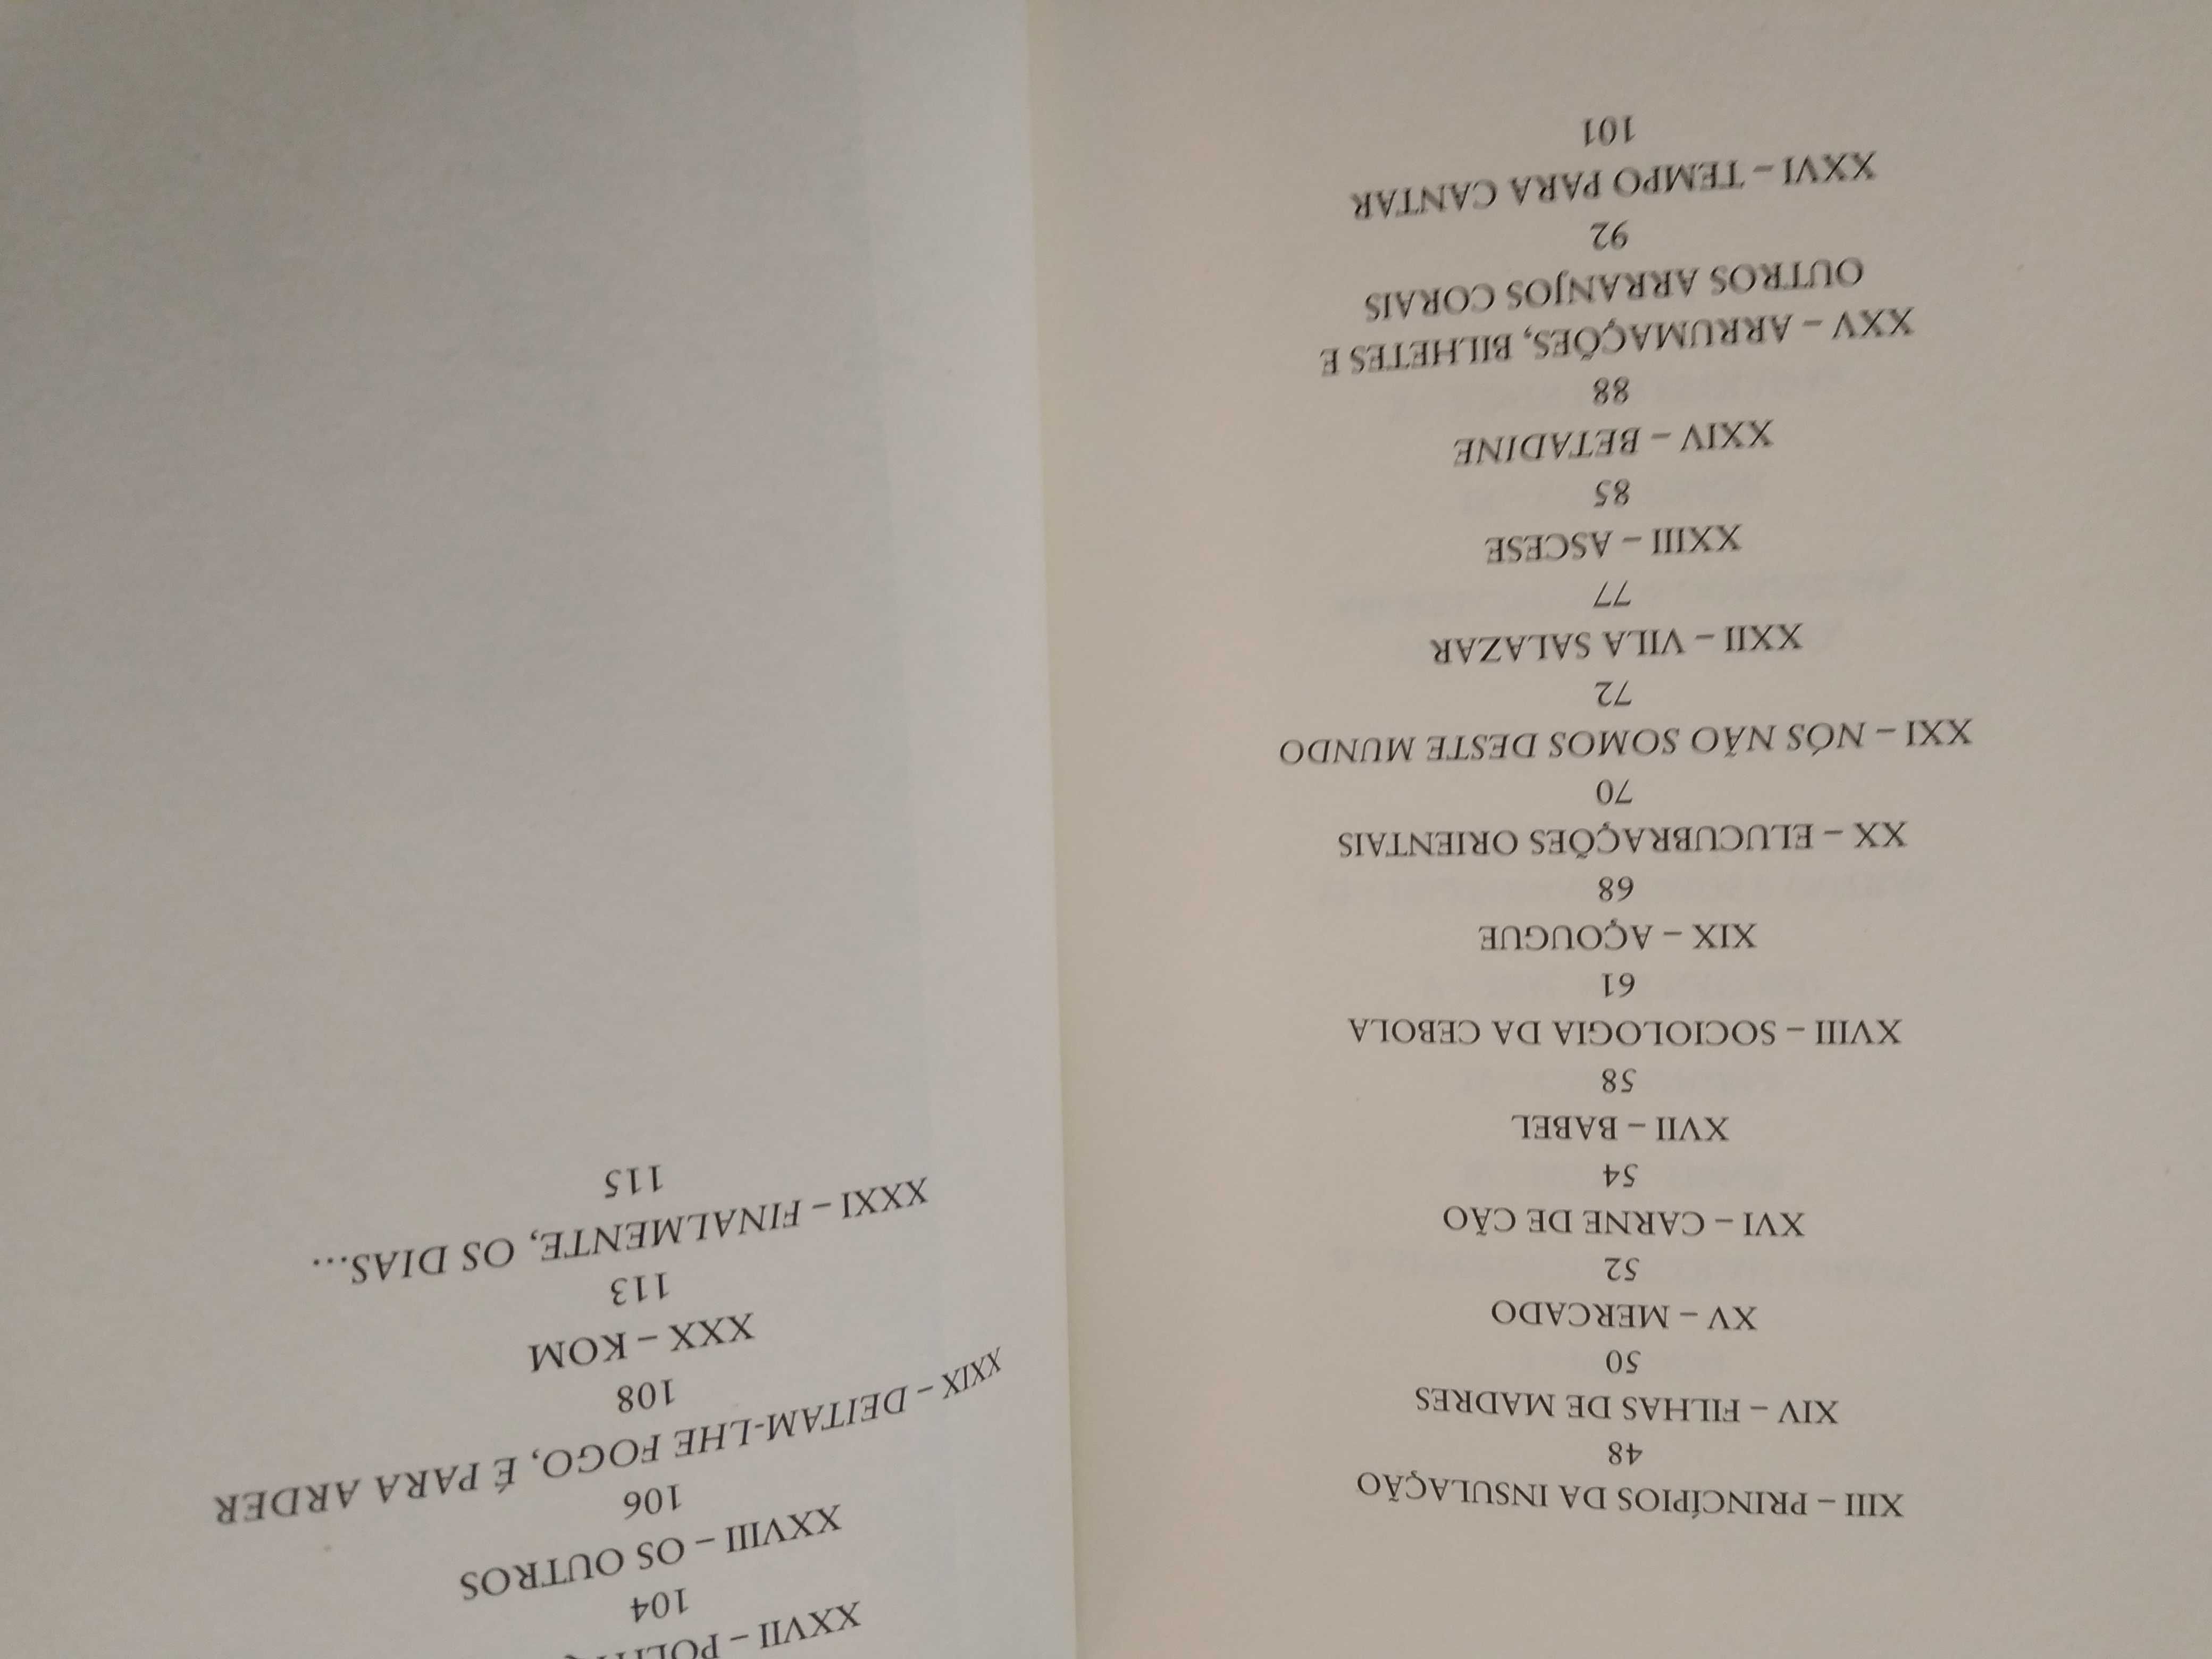 XIII – PRINCÍPIOS DA INSULAÇÃO
48
XIV – FILHAS DE MADRES
50
XV – MERCADO
52
XVI – CARNE DE CÃO
54
XVII – BABEL
58
XVIII – SOCIOLOGIA DA CEBOLA
61
XIX – AÇOUGUE
68
XX – ELUCUBRAÇÕES ORIENTAIS
70
XXI – NÓS NÃO SOMOS DESTE MUNDO
72
XXII – VILA SALAZAR
77
XXIII – ASCESE
85
XXIV – BETADINE
88
XXV – ARRUMAÇÕES, BILHETES E
OUTROS ARRANJOS CORAIS
92
XXVI – TEMPO PARA CANTAR
101
XXVII –
104
XXVIII – OS OUTROS
106
XXIX – DEITAM-LHE FOGO, É PARA ARDER
108
XXX – KOM
113
XXXI – FINALMENTE, OS DIAS...
115